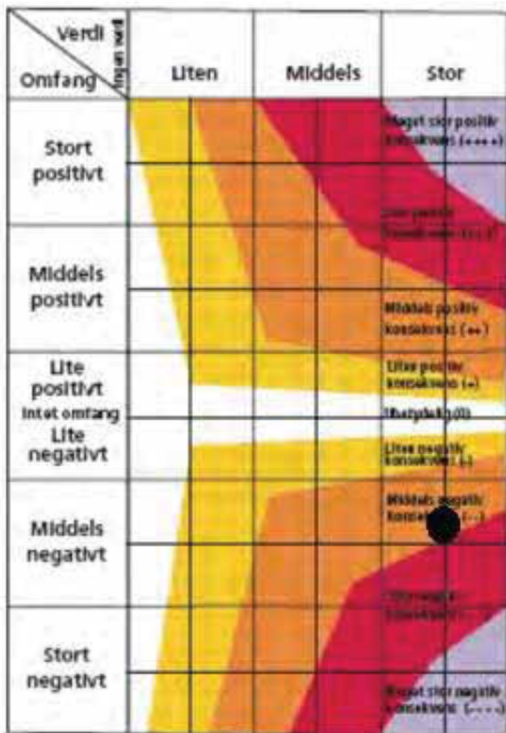 Verdi
Ingen verdi
Omfang
Liten
Middels
Stor
Stort
positivt
Meget stor positiv
konsekvens (++++)
Middels
positivt
Middels positiv
konsekvens (++)
Lite
positivt
Liten positiv
konsekvens (+)
Intet omfang
Ubetydelig (0)
Lite
negativt
Liten negativ
konsekvens (-)
Middels
negativt
Middels negativ
(--)
Stort
negativt
Meget stor negativ
konsekvens (----)